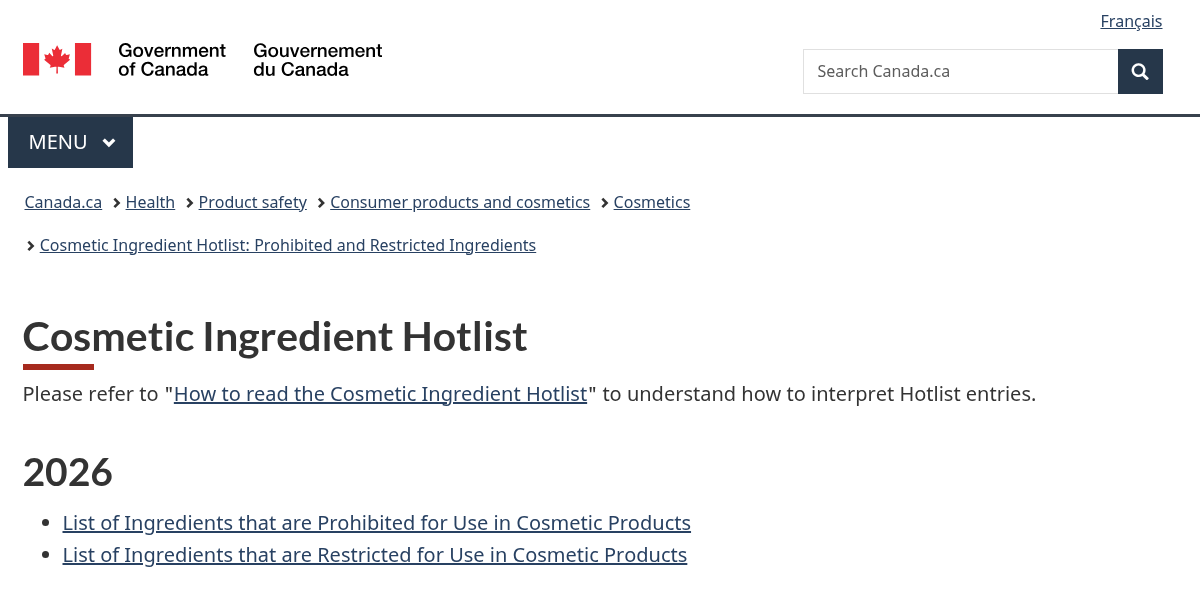 Français
Government of Canada
Gouvernement du Canada
Search Canada.ca
MENU
Canada.ca Health Product safety Consumer products and cosmetics Cosmetics
Cosmetic Ingredient Hotlist: Prohibited and Restricted Ingredients
Cosmetic Ingredient Hotlist
Please refer to "How to read the Cosmetic Ingredient Hotlist" to understand how to interpret Hotlist entries.
2026
List of Ingredients that are Prohibited for Use in Cosmetic Products
List of Ingredients that are Restricted for Use in Cosmetic Products